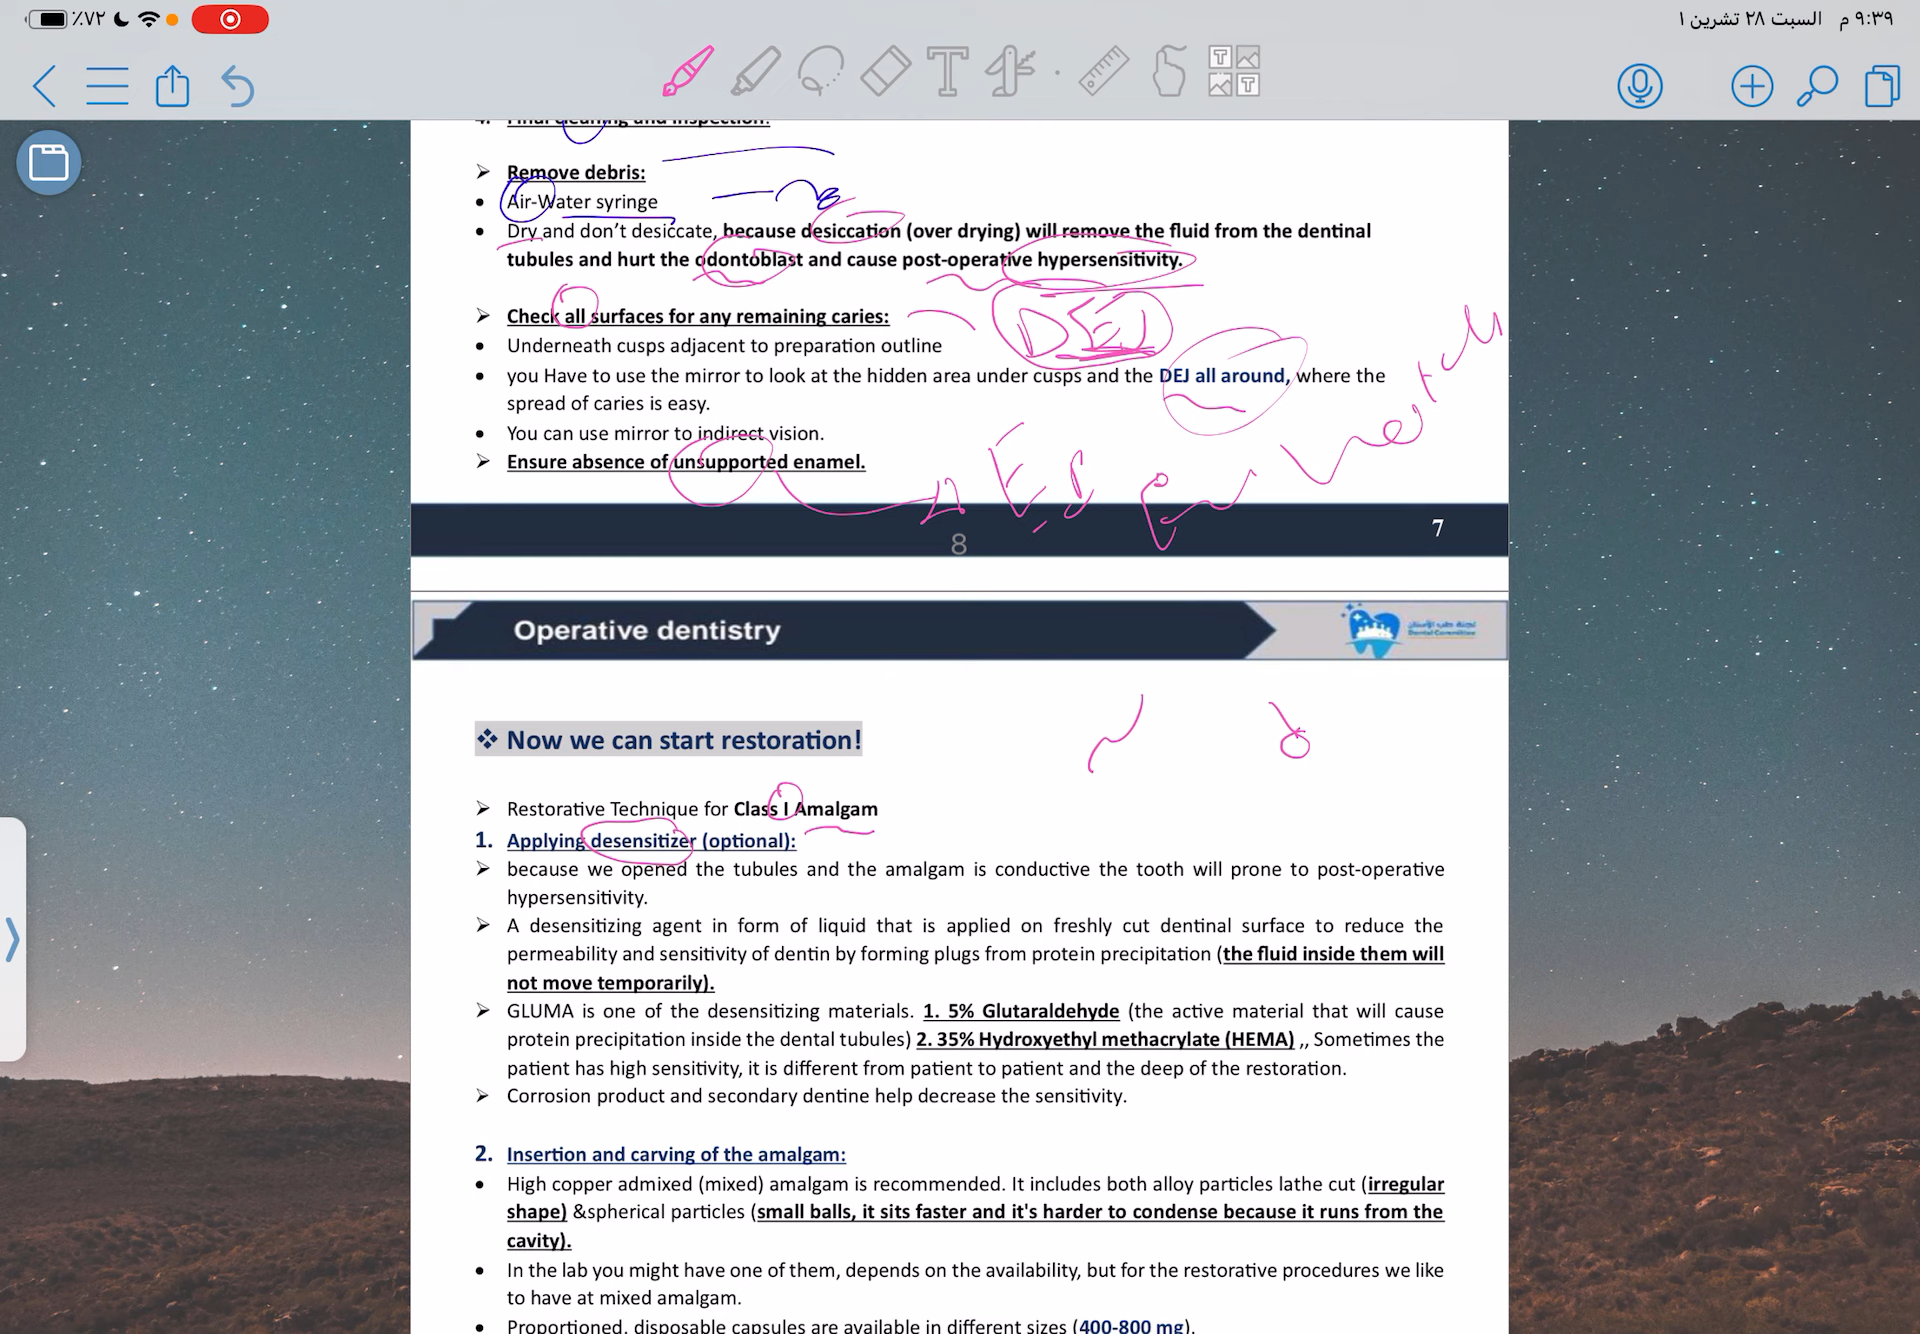 ٪٧٢
٩:٣٩ م السبت ٢٨ تشرين ١
4. Final cleaning and inspection:
➢ Remove debris:
• Air-Water syringe
• Dry and don't desiccate, because desiccation (over drying) will remove the fluid from the dentinal
tubules and hurt the odontoblast and cause post-operative hypersensitivity.
➢ Check all surfaces for any remaining caries:
DEJ
• Underneath cusps adjacent to preparation outline
• you Have to use the mirror to look at the hidden area under cusps and the DEJ all around, where the
spread of caries is easy.
• You can use mirror to indirect vision.
➢ Ensure absence of unsupported enamel.
7
8
Operative dentistry
لجنة طب الأسنان
Dental Committee
❖ Now we can start restoration!
➢ Restorative Technique for Class I Amalgam
1. Applying desensitizer (optional):
➢ because we opened the tubules and the amalgam is conductive the tooth will prone to post-operative
hypersensitivity.
➢ A desensitizing agent in form of liquid that is applied on freshly cut dentinal surface to reduce the
permeability and sensitivity of dentin by forming plugs from protein precipitation (the fluid inside them will
not move temporarily).
➢ GLUMA is one of the desensitizing materials. 1. 5% Glutaraldehyde (the active material that will cause
protein precipitation inside the dental tubules) 2. 35% Hydroxyethyl methacrylate (HEMA) ,, Sometimes the
patient has high sensitivity, it is different from patient to patient and the deep of the restoration.
➢ Corrosion product and secondary dentine help decrease the sensitivity.
2. Insertion and carving of the amalgam:
• High copper admixed (mixed) amalgam is recommended. It includes both alloy particles lathe cut (irregular
shape) &spherical particles (small balls, it sits faster and it's harder to condense because it runs from the
cavity).
• In the lab you might have one of them, depends on the availability, but for the restorative procedures we like
to have at mixed amalgam.
• Proportioned, disposable capsules are available in different sizes (400-800 mg).